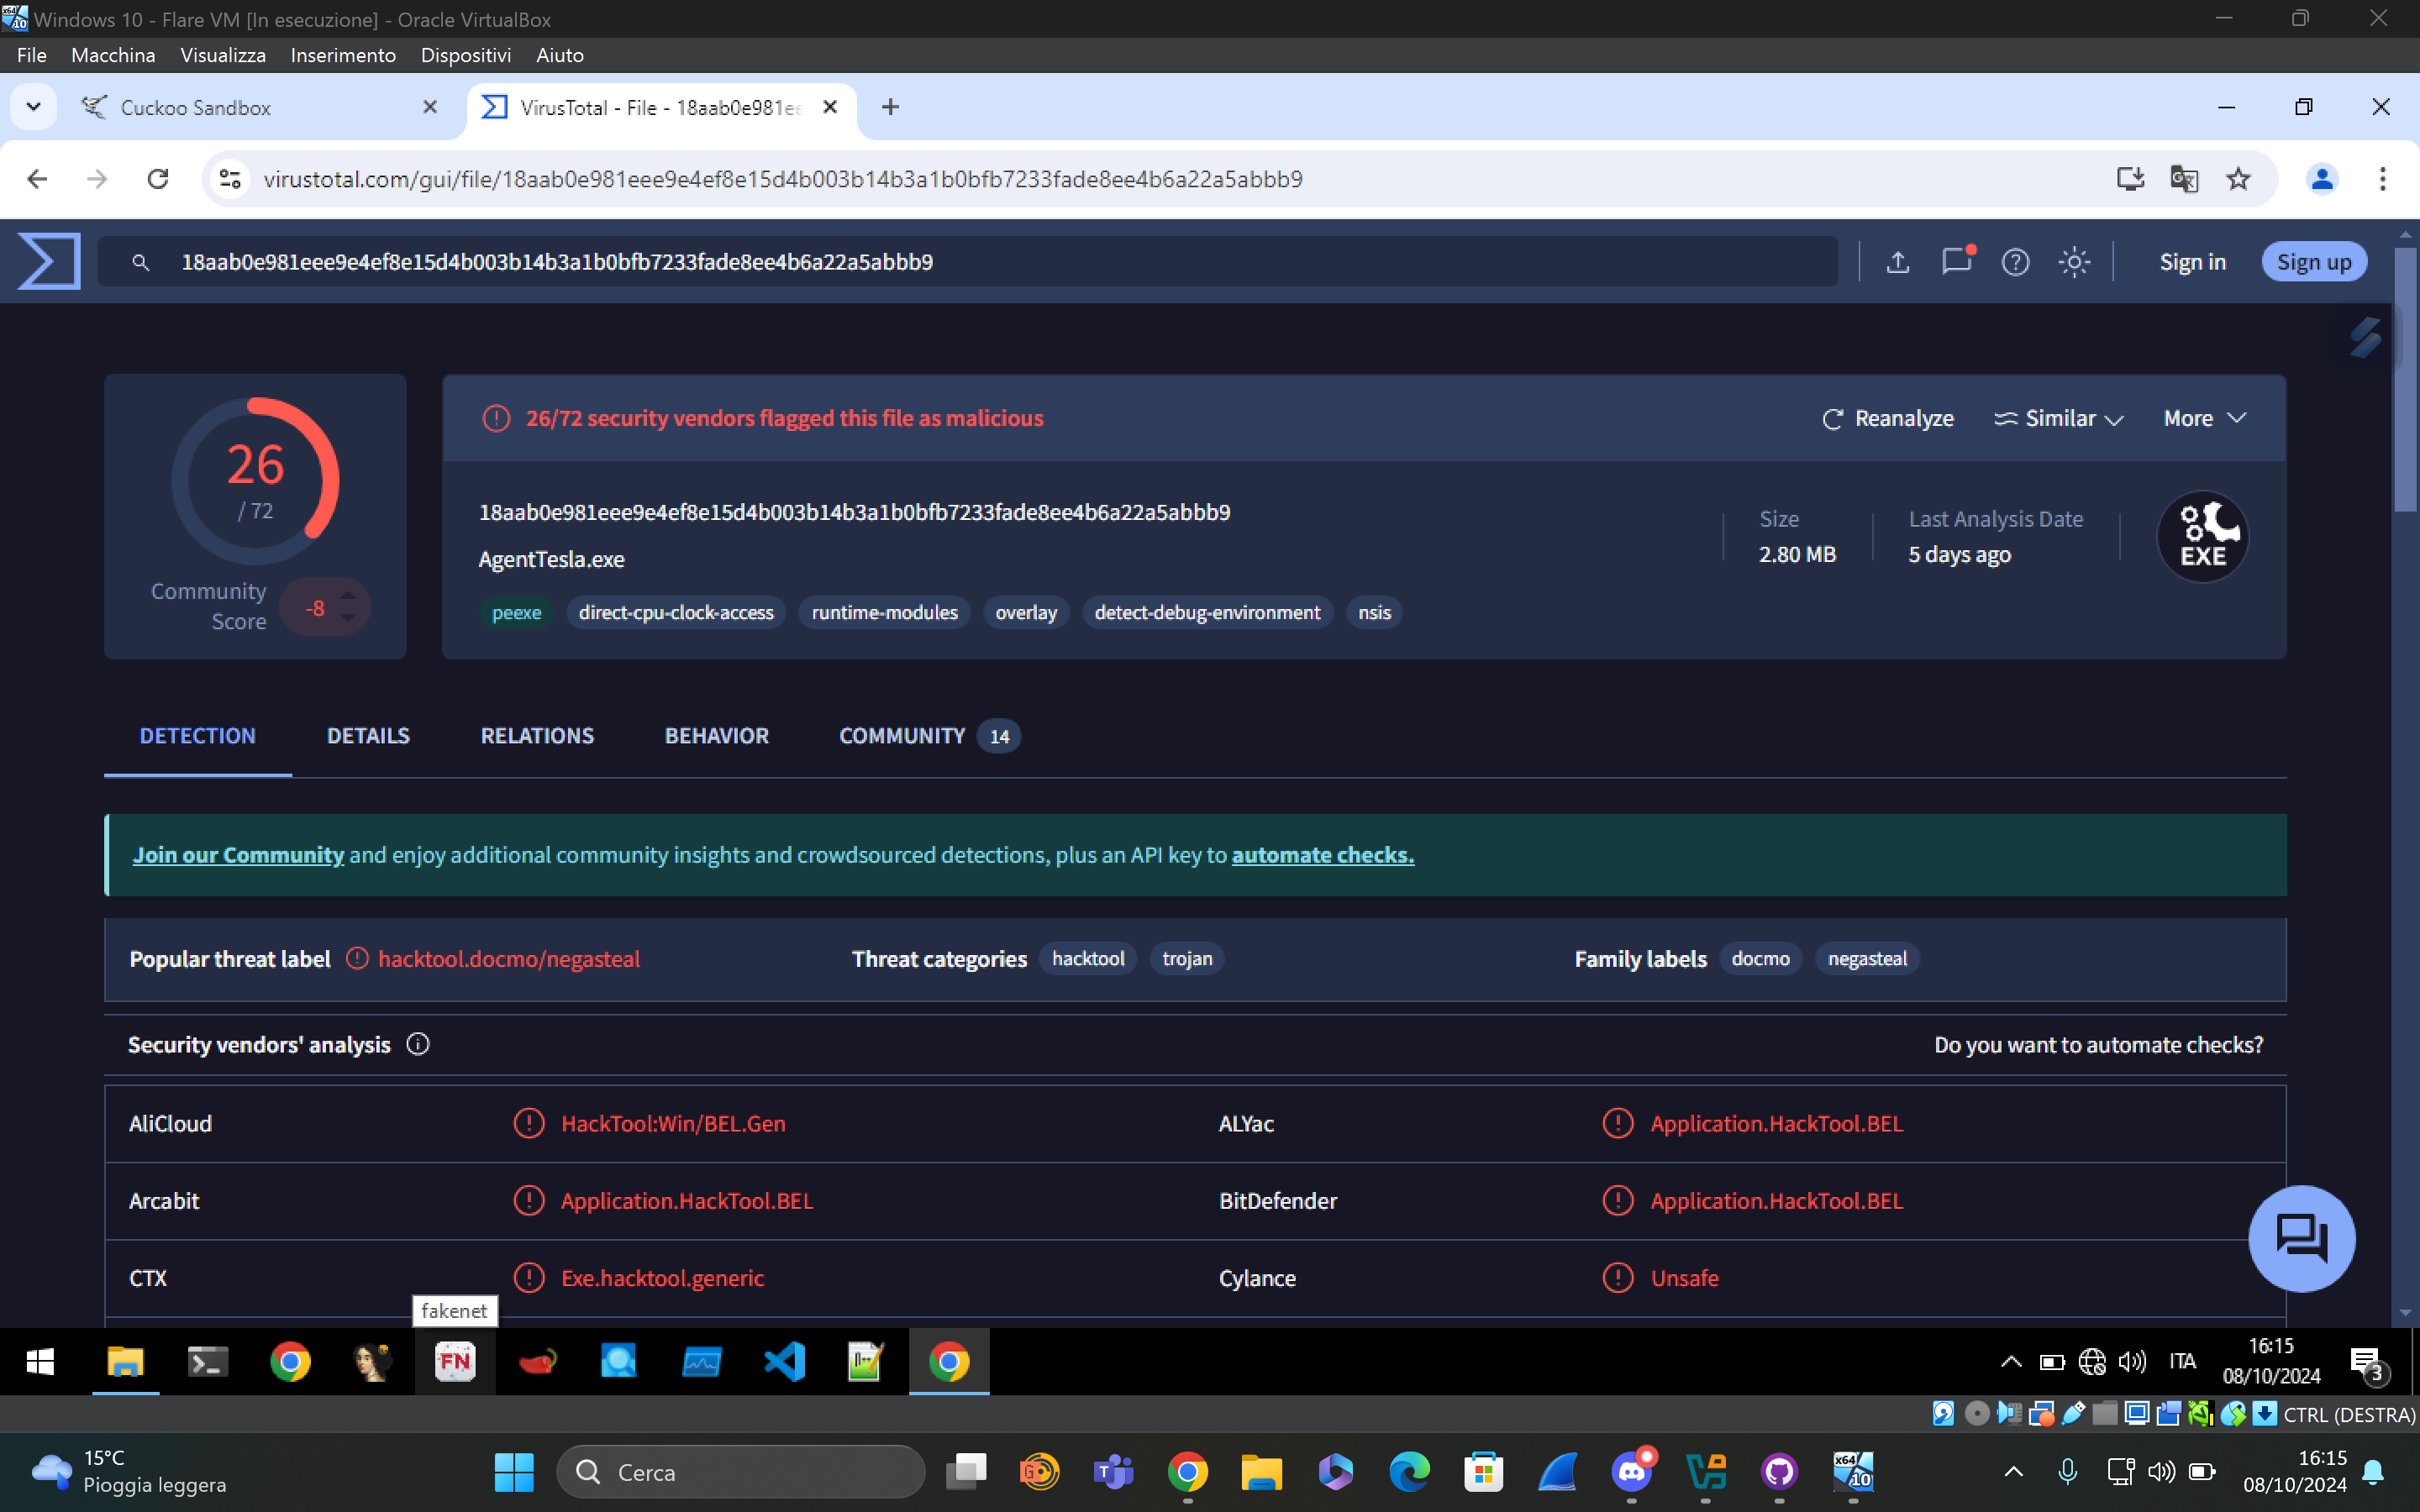 Windows 10 - Flare VM [In esecuzione] - Oracle VirtualBox
File Macchina Visualizza Inserimento Dispositivi Aiuto
Cuckoo Sandbox
VirusTotal - File - 18aab0e981ee
virustotal.com/gui/file/18aab0e981eee9e4ef8e15d4b003b14b3a1b0bfb7233fade8ee4b6a22a5abbb9
18aab0e981eee9e4ef8e15d4b003b14b3a1b0bfb7233fade8ee4b6a22a5abbb9
Sign in
Sign up
26
/ 72
Community
Score
-8
26/72 security vendors flagged this file as malicious
Reanalyze
Similar
More
18aab0e981eee9e4ef8e15d4b003b14b3a1b0bfb7233fade8ee4b6a22a5abbb9
AgentTesla.exe
peexe direct-cpu-clock-access runtime-modules overlay detect-debug-environment nsis
Size
2.80 MB
Last Analysis Date
5 days ago
EXE
DETECTION DETAILS RELATIONS BEHAVIOR COMMUNITY 14
Join our Community and enjoy additional community insights and crowdsourced detections, plus an API key to automate checks.
Popular threat label hacktool.docmo/negasteal
Threat categories hacktool trojan
Family labels docmo negasteal
Security vendors' analysis
Do you want to automate checks?
AliCloud HackTool:Win/BEL.Gen
ALYac Application.HackTool.BEL
Arcabit Application.HackTool.BEL
BitDefender Application.HackTool.BEL
CTX Exe.hacktool.generic
Cylance Unsafe
fakenet
FN
ITA
16:15
08/10/2024
3
CTRL (DESTRA)
15°C
Pioggia leggera
Cerca
x64
10
16:15
08/10/2024